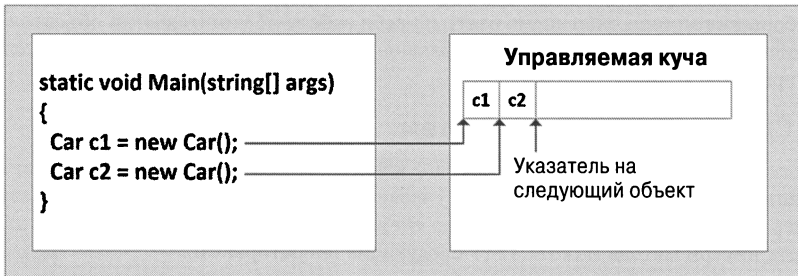 static void Main(string[] args)
{
Car c1 = new Car();
Car c2 = new Car();
}
Управляемая куча
c1 c2
Указатель на
следующий объект